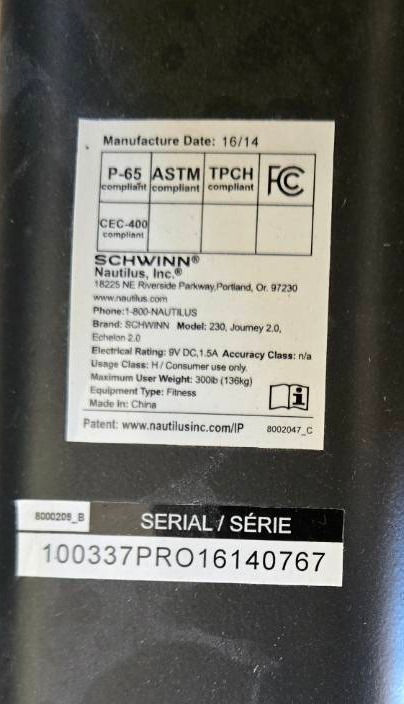 Manufacture Date: 16/14
P-65 ASTM TPCH FC
compliant compliant compliant
CEC-400
compliant
SCHWINN®
Nautilus, Inc.®
18225 NE Riverside Parkway,Portland, Or. 97230
www.nautilus.com
Phone:1-800-NAUTILUS
Brand: SCHWINN Model: 230, Journey 2.0,
Echelon 2.0
Electrical Rating: 9V DC,1.5A Accuracy Class: n/a
Usage Class: H / Consumer use only.
Maximum User Weight: 300lb (136kg)
Equipment Type: Fitness
Made In: China
Patent: www.nautilusinc.com/IP 8002047_C
8000209_B SERIAL / SÉRIE
100337PRO16140767